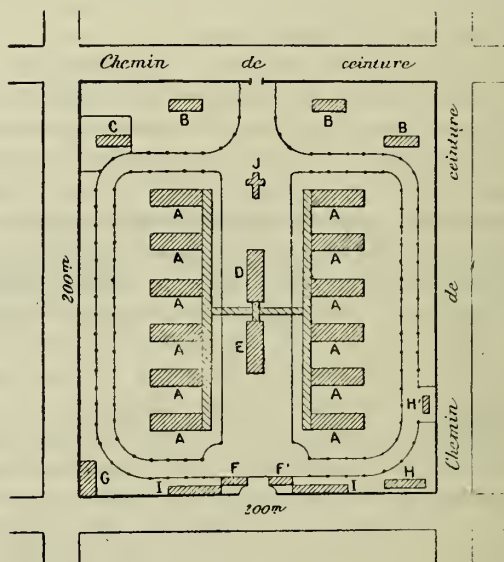 Chemin de ceinture
B B
C B
J
A A
A A
D
A A
E
A A
A A
H'
A A
F F'
G I I H
200m
200m
Chemin de ceinture